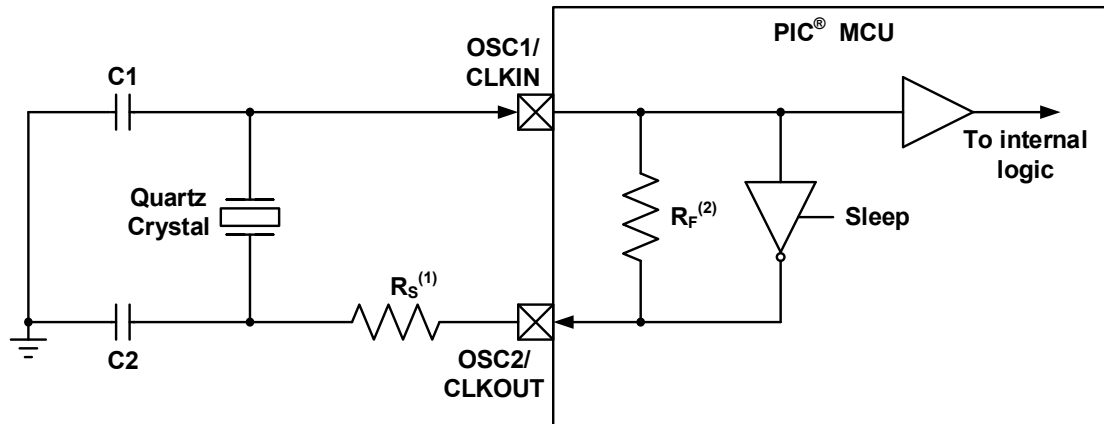 PIC® MCU
OSC1/
CLKIN
C1
To internal
logic
Quartz
Crystal
RF(2)
Sleep
RS(1)
C2
OSC2/
CLKOUT